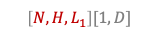 [N, H, L₁][1, D]